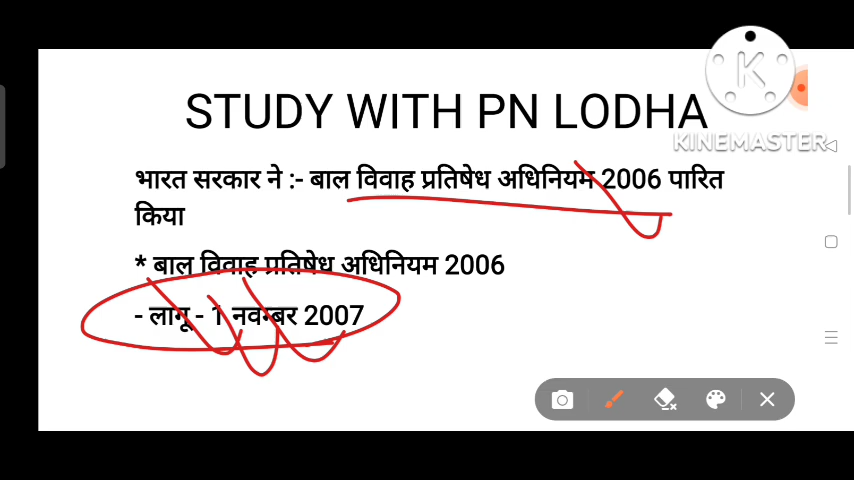 STUDY WITH PN LODHA
KINEMASTER
भारत सरकार ने :- बाल विवाह प्रतिषेध अधिनियम 2006 पारित
किया
* बाल विवाह प्रतिषेध अधिनियम 2006
- लागू - 1 नवम्बर 2007